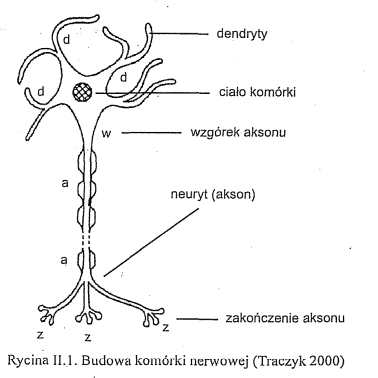 dendryty
d
d
d
ciało komórki
w
wzgórek aksonu
a
neuryt (akson)
a
zakończenie aksonu
z
z
z
Rycina II.1. Budowa komórki nerwowej (Traczyk 2000)